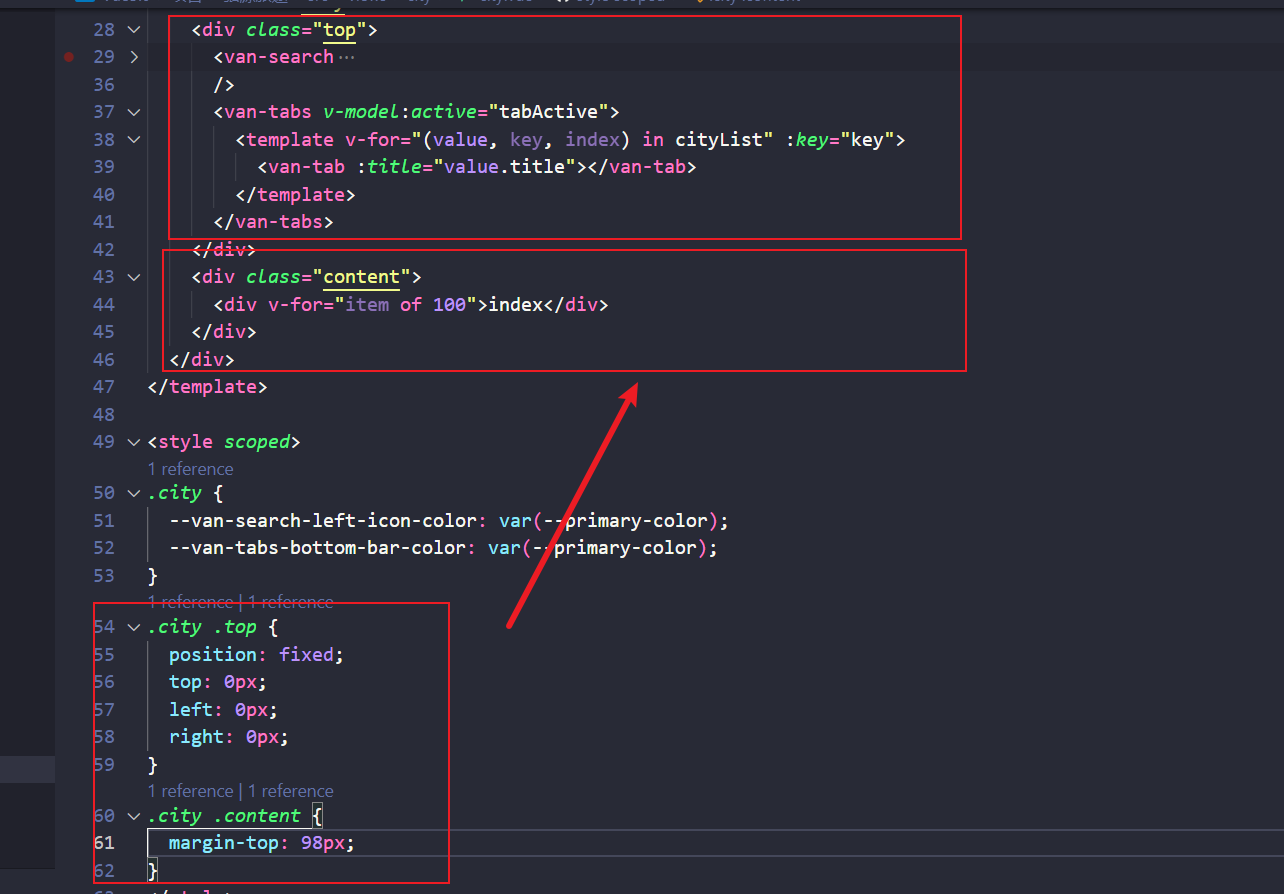 28 <div class="top">
29 <van-search···
36 />
37 <van-tabs v-model:active="tabActive">
38 <template v-for="(value, key, index) in cityList" :key="key">
39 <van-tab :title="value.title"></van-tab>
40 </template>
41 </van-tabs>
42 </div>
43 <div class="content">
44 <div v-for="item of 100">index</div>
45 </div>
46 </div>
47 </template>
48
49 <style scoped>
1 reference
50 .city {
51 --van-search-left-icon-color: var(--primary-color);
52 --van-tabs-bottom-bar-color: var(--primary-color);
53 }
1 reference | 1 reference
54 .city .top {
55 position: fixed;
56 top: 0px;
57 left: 0px;
58 right: 0px;
59 }
1 reference | 1 reference
60 .city .content {
61 margin-top: 98px;
62 }